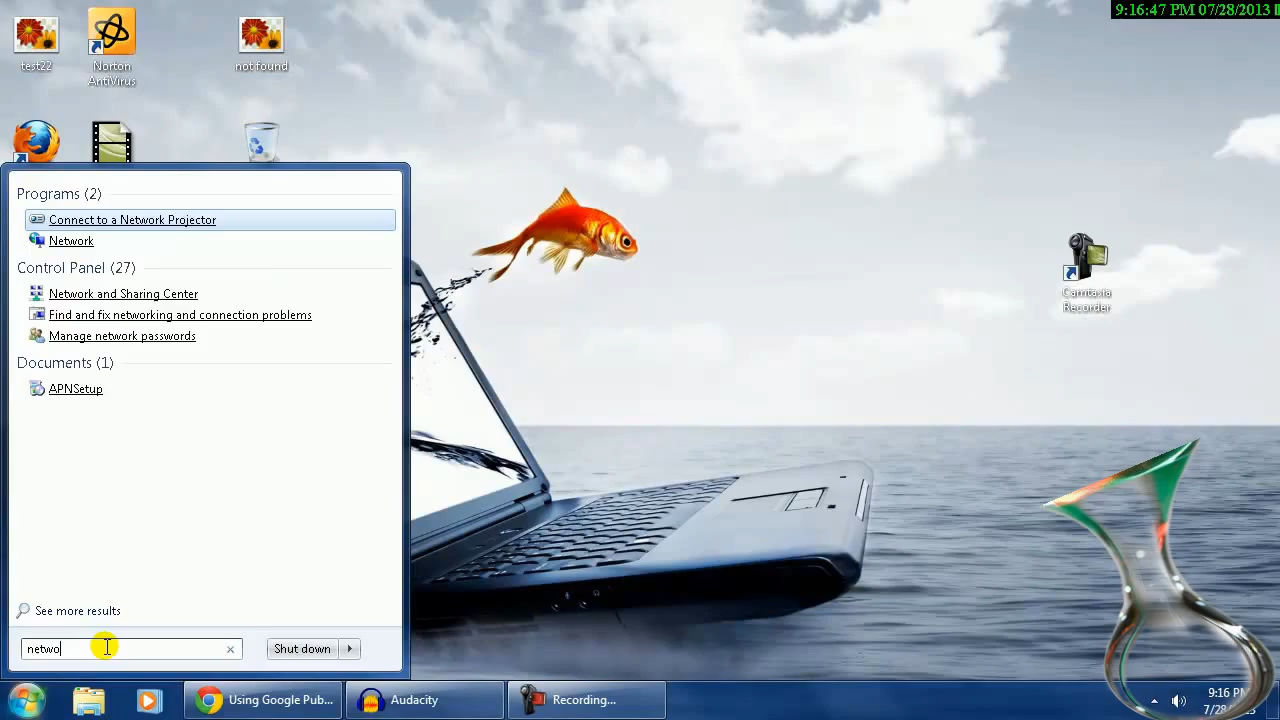 9:16:47 PM 07/28/2013
test22
Norton
AntiVirus
not found
Programs (2)
Connect to a Network Projector
Network
Control Panel (27)
Network and Sharing Center
Find and fix networking and connection problems
Manage network passwords
Documents (1)
APNSetup
See more results
netwo
Shut down
Camtasia
Recorder
Using Google Pub...
Audacity
Recording...
9:16 PM